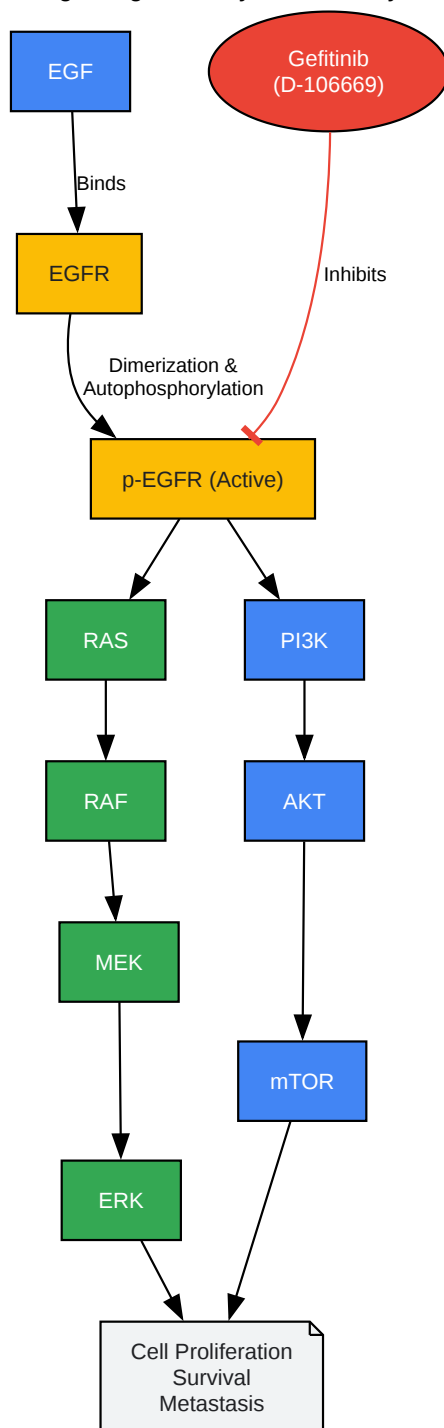 EGF
Gefitinib
(D-106669)
Binds
EGFR
Inhibits
Dimerization &
Autophosphorylation
p-EGFR (Active)
RAS
PI3K
RAF
AKT
MEK
mTOR
ERK
Cell Proliferation
Survival
Metastasis